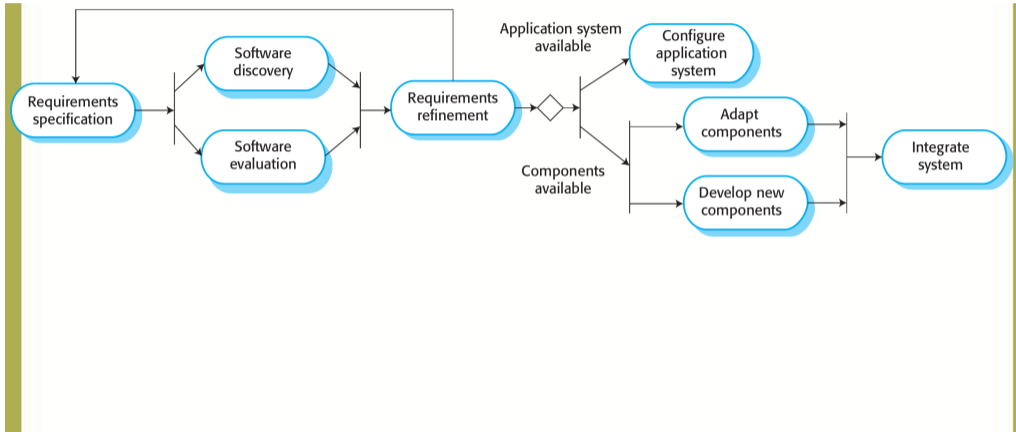 Requirements
specification
Software
discovery
Software
evaluation
Requirements
refinement
Application system
available
Configure
application
system
Components
available
Adapt
components
Develop new
components
Integrate
system